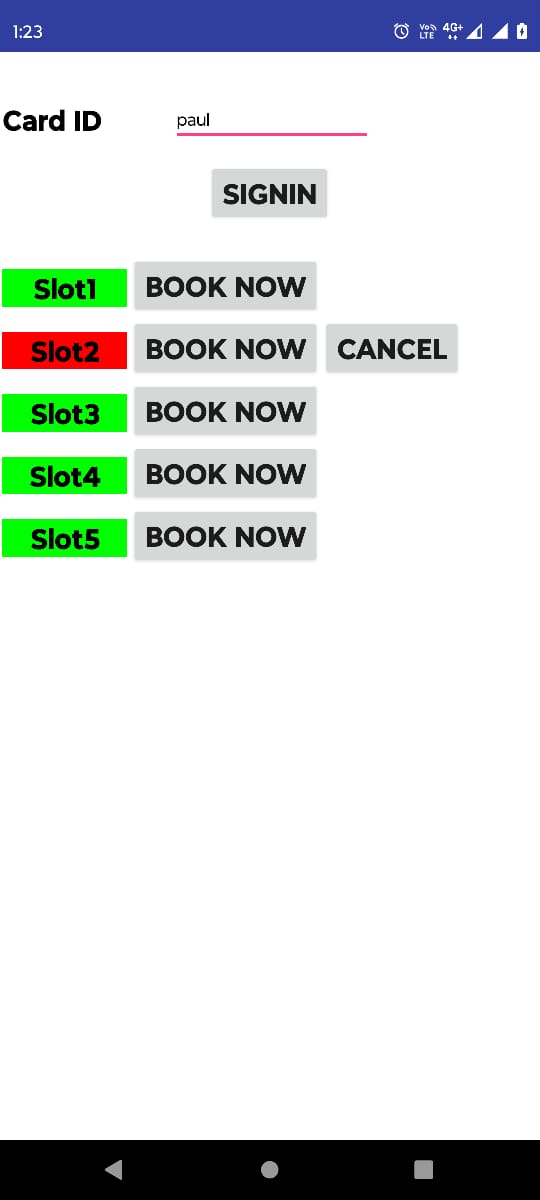 1:23 Vo) LTE 4G+
Card ID paul
SIGNIN
Slot1 BOOK NOW
Slot2 BOOK NOW CANCEL
Slot3 BOOK NOW
Slot4 BOOK NOW
Slot5 BOOK NOW